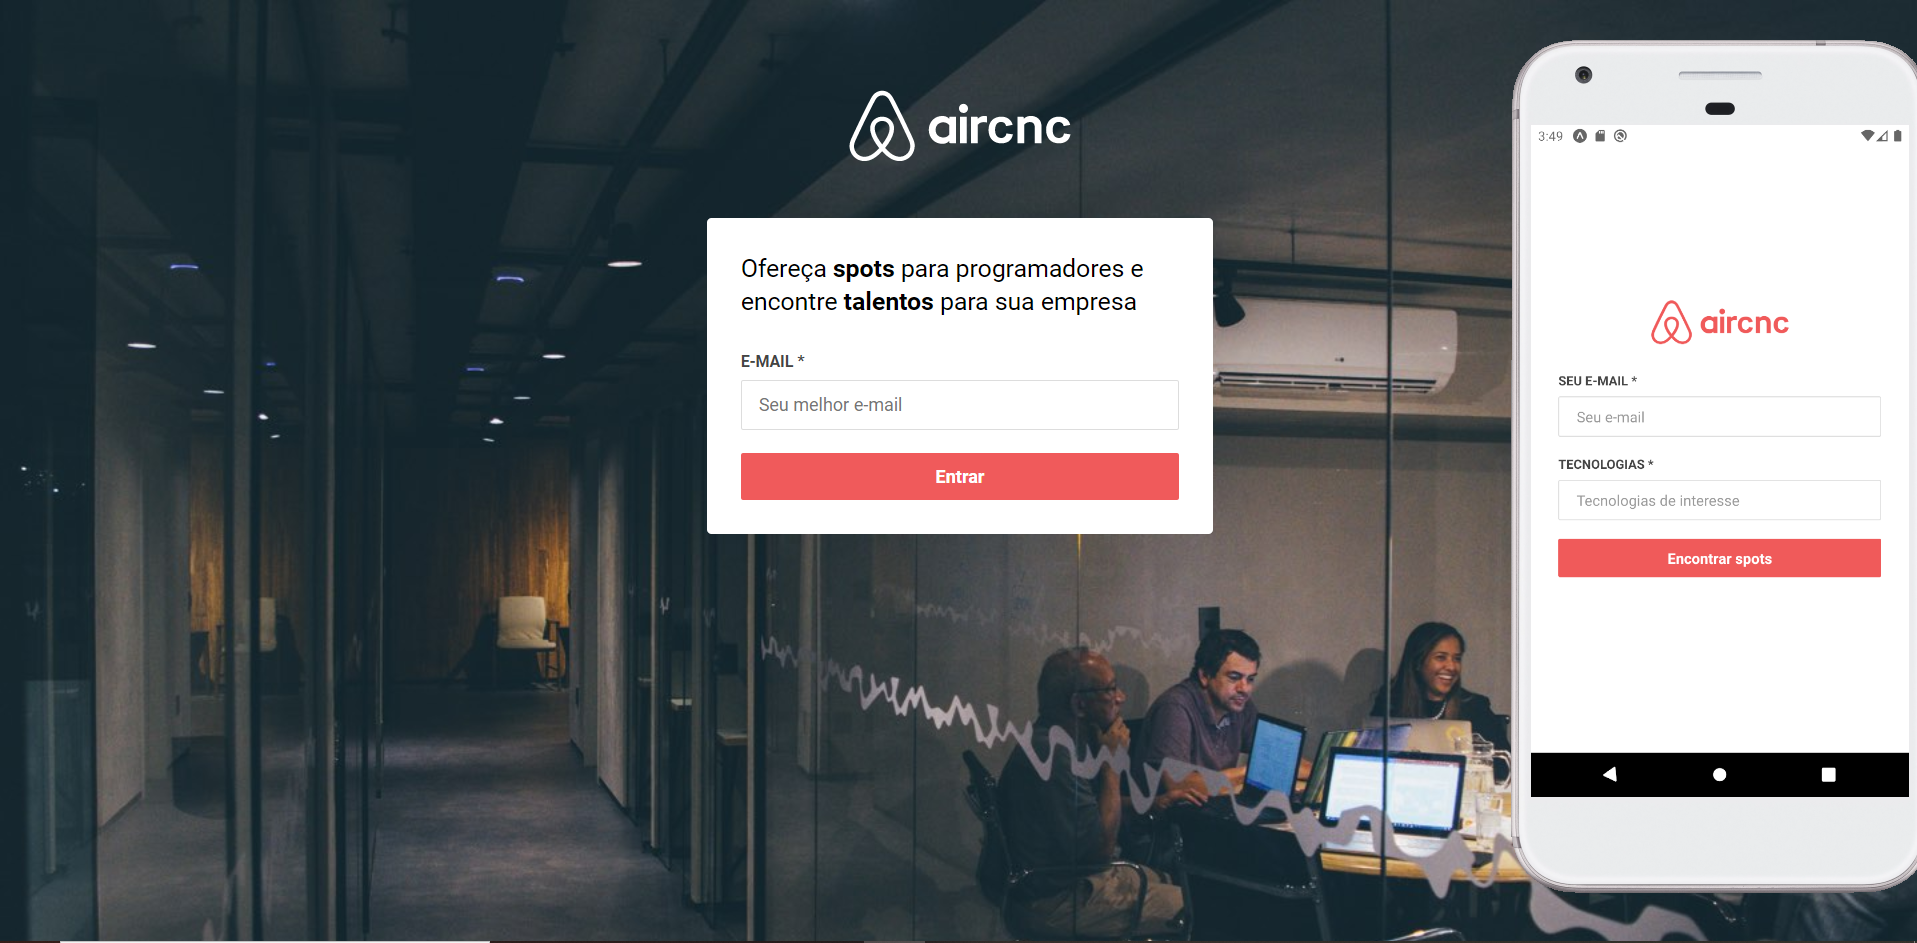 aircnc
Ofereça spots para programadores e
encontre talentos para sua empresa
E-MAIL *
Seu melhor e-mail
Entrar
3:49
aircnc
SEU E-MAIL *
Seu e-mail
TECNOLOGIAS *
Tecnologias de interesse
Encontrar spots